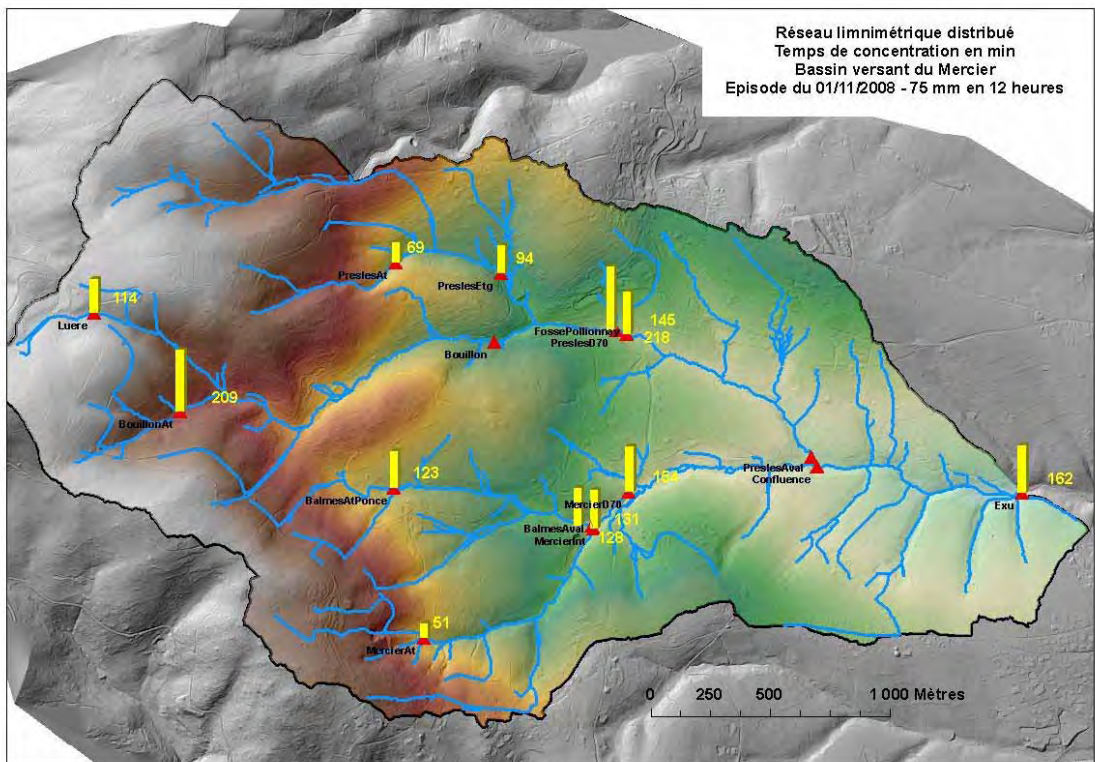 Réseau limnimétrique distribué
Temps de concentration en min
Bassin versant du Mercier
Episode du 01/11/2008 - 75 mm en 12 heures
69
PreslesAt
94
PreslesEtg
114
Luere
145
FossePollionnay
PreslesD70
218
Bouillon
209
BouillonAt
123
BalmesAtPonce
MercierD70
131
BalmesAval
MercierInt
128
PreslesAval
Confluence
162
Exu
51
MercierAt
0 250 500 1 000 Mètres